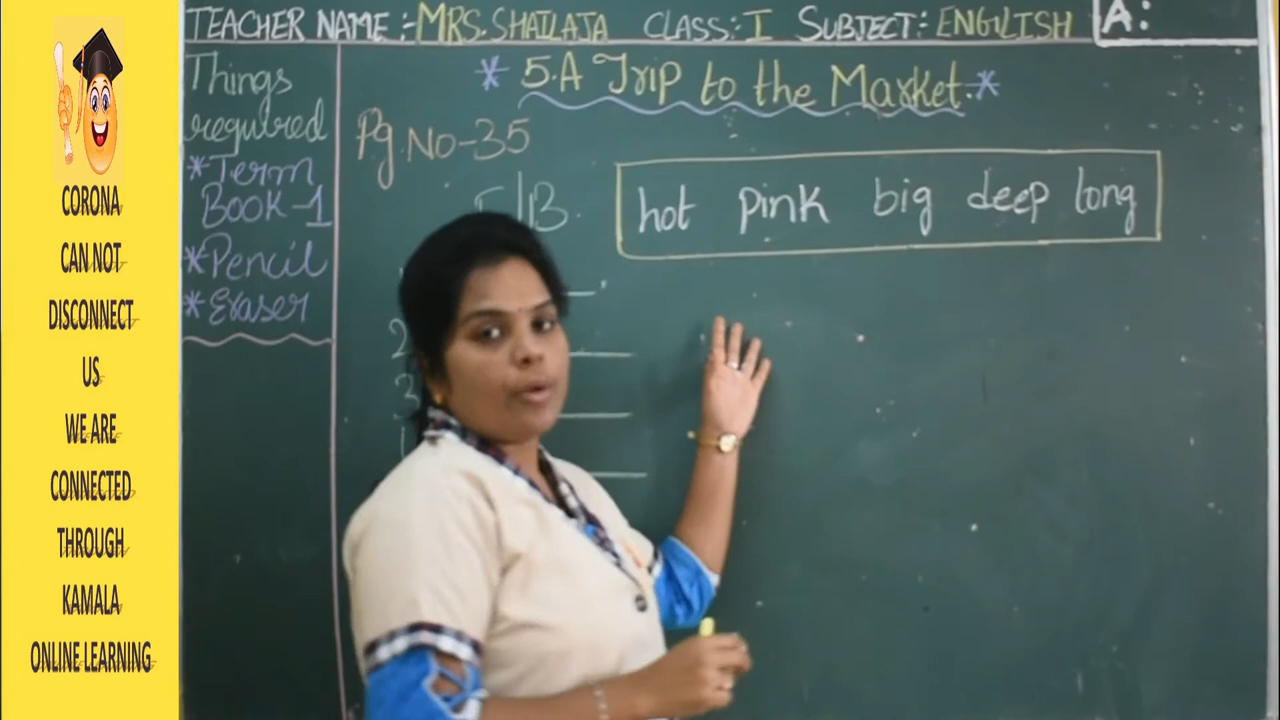 CORONA
CAN NOT
DISCONNECT
US
WE ARE
CONNECTED
THROUGH
KAMALA
ONLINE LEARNING
TEACHER NAME :- MRS. SHAILAJA CLASS:- I SUBJECT:- ENGLISH
A:
Things
required
*Term
Book-1
*Pencil
*Eraser
* 5.A Trip to the Market.*
Pg.No-35
hot pink big deep long
2
3